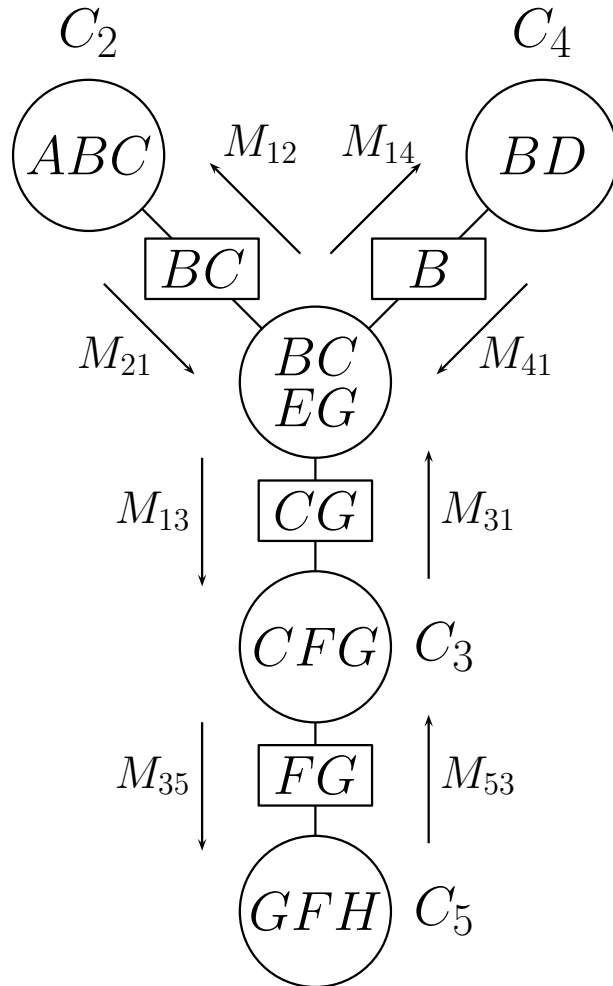 C₂ C₄
ABC BD
M₁₂ M₁₄
BC B
M₂₁ M₄₁
BC
EG
M₁₃ CG M₃₁
CFG C₃
M₃₅ FG M₅₃
GFH C₅